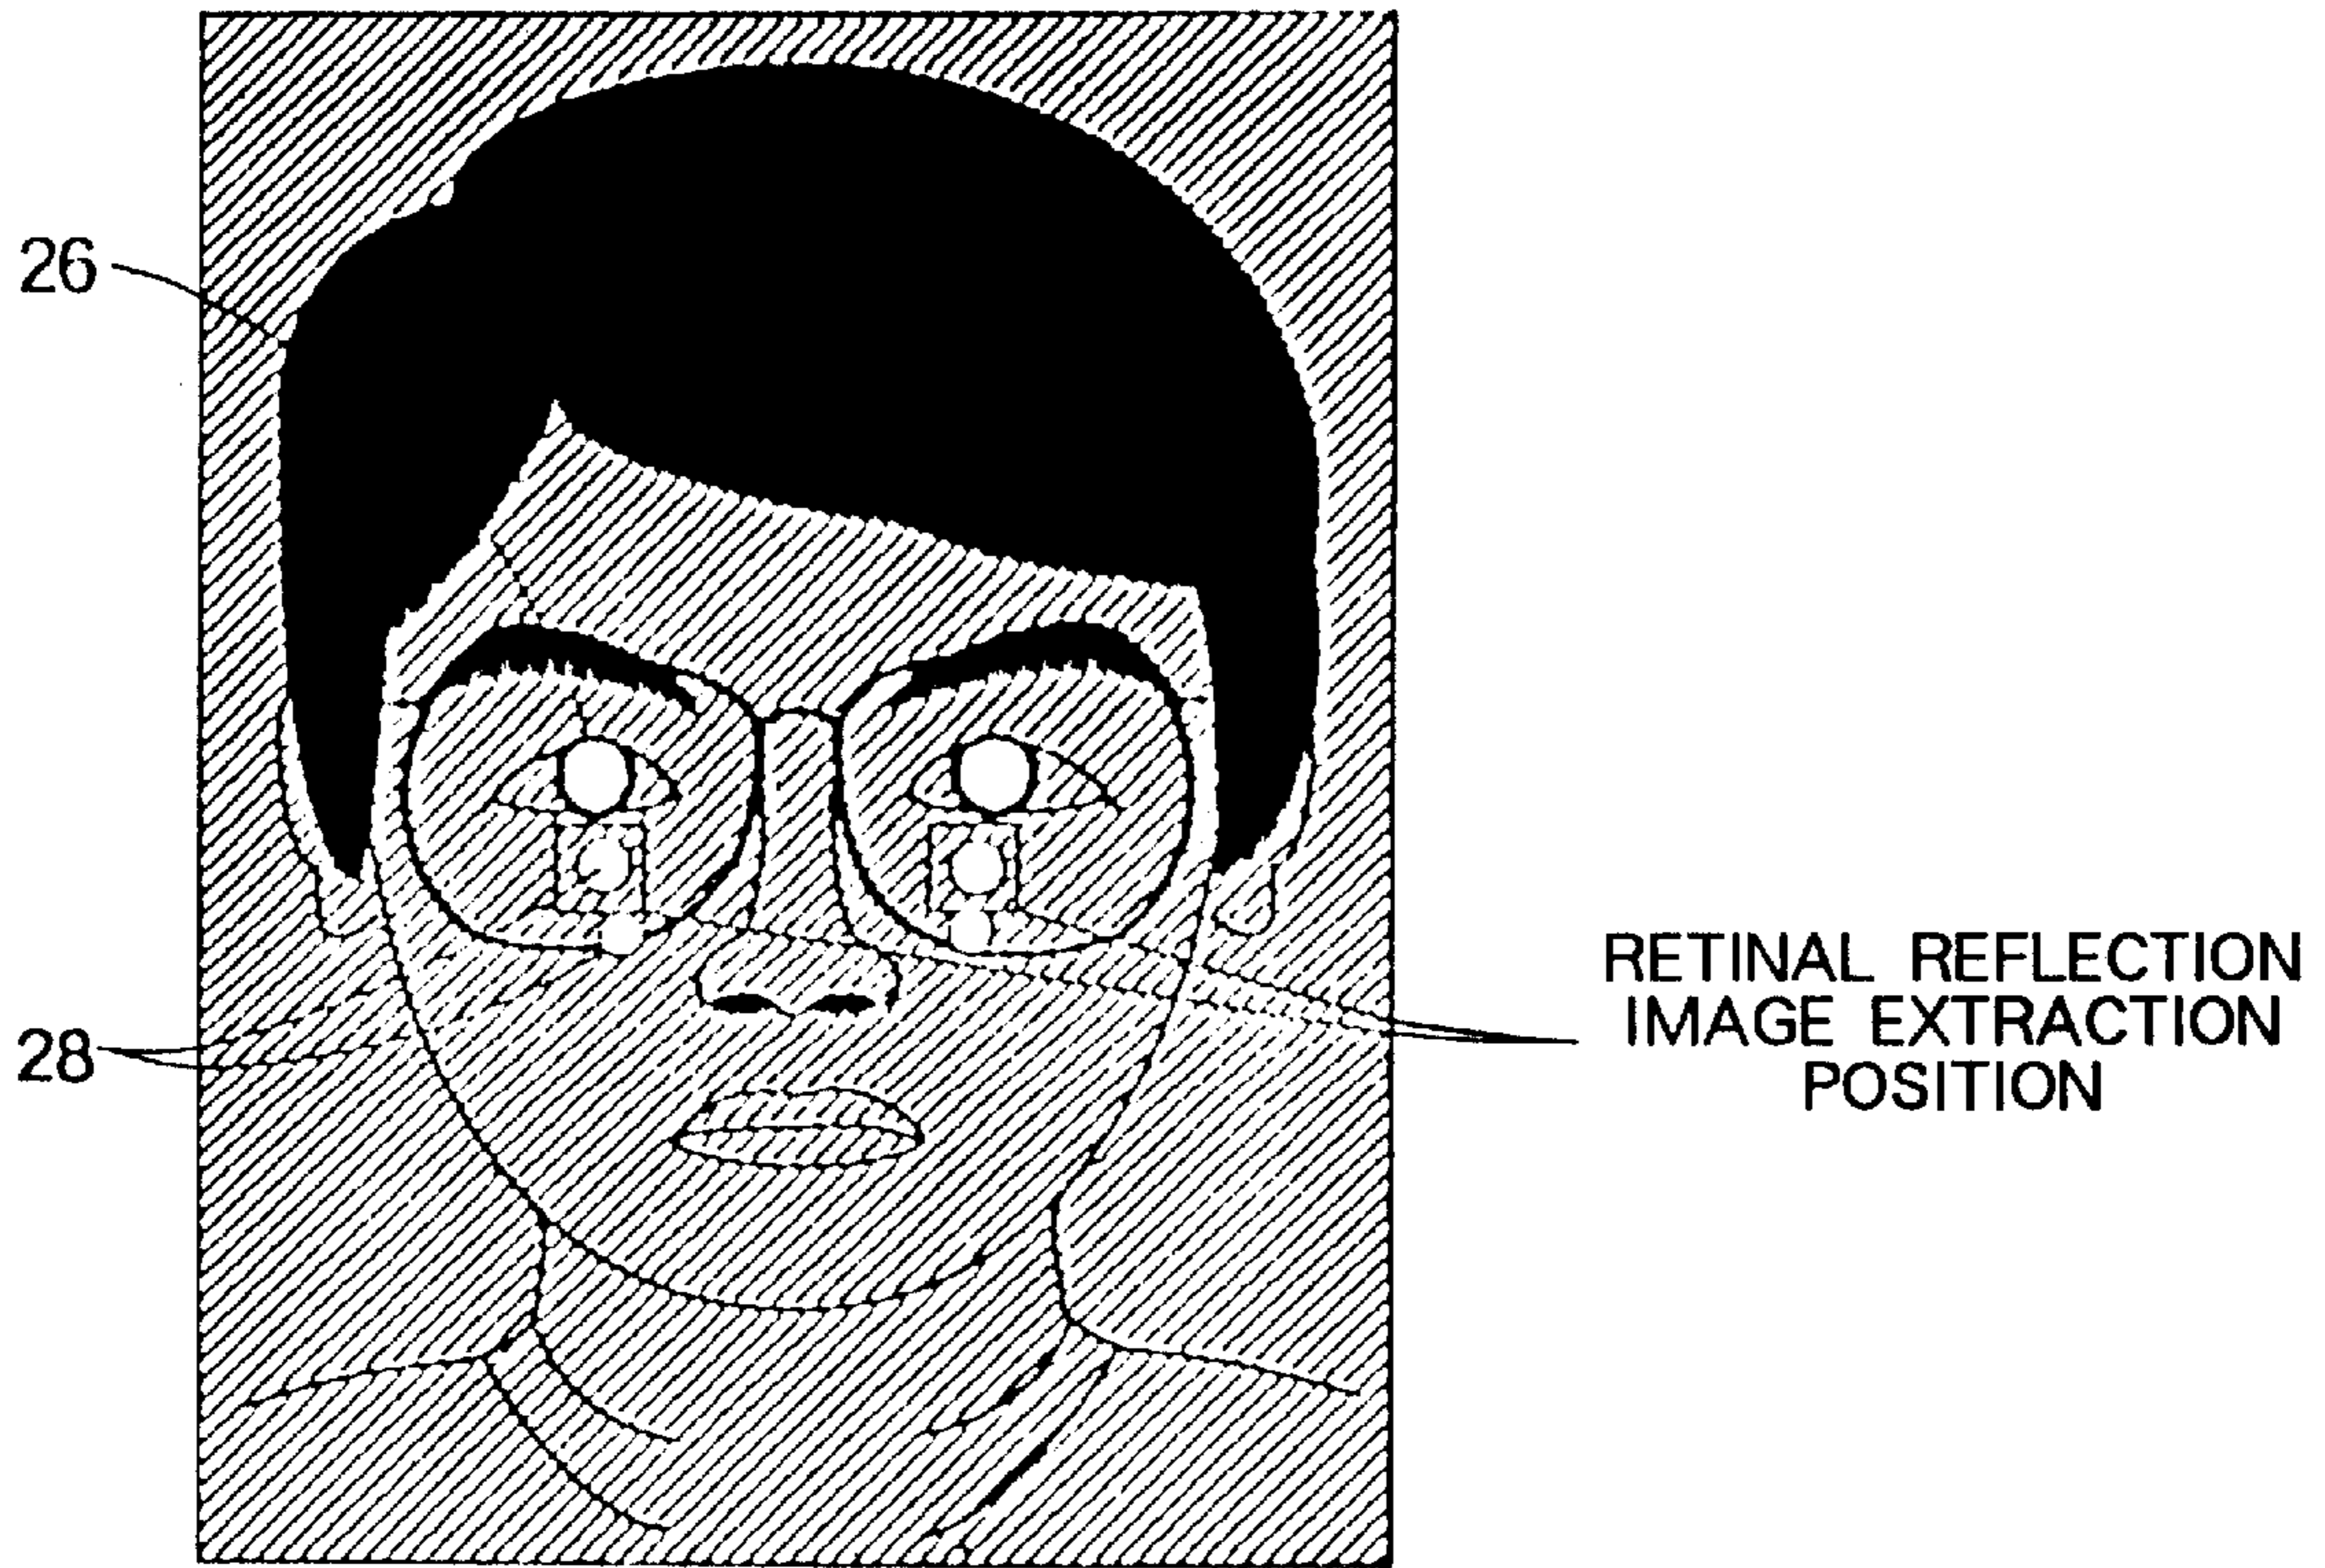 26
28
RETINAL REFLECTION
IMAGE EXTRACTION
POSITION